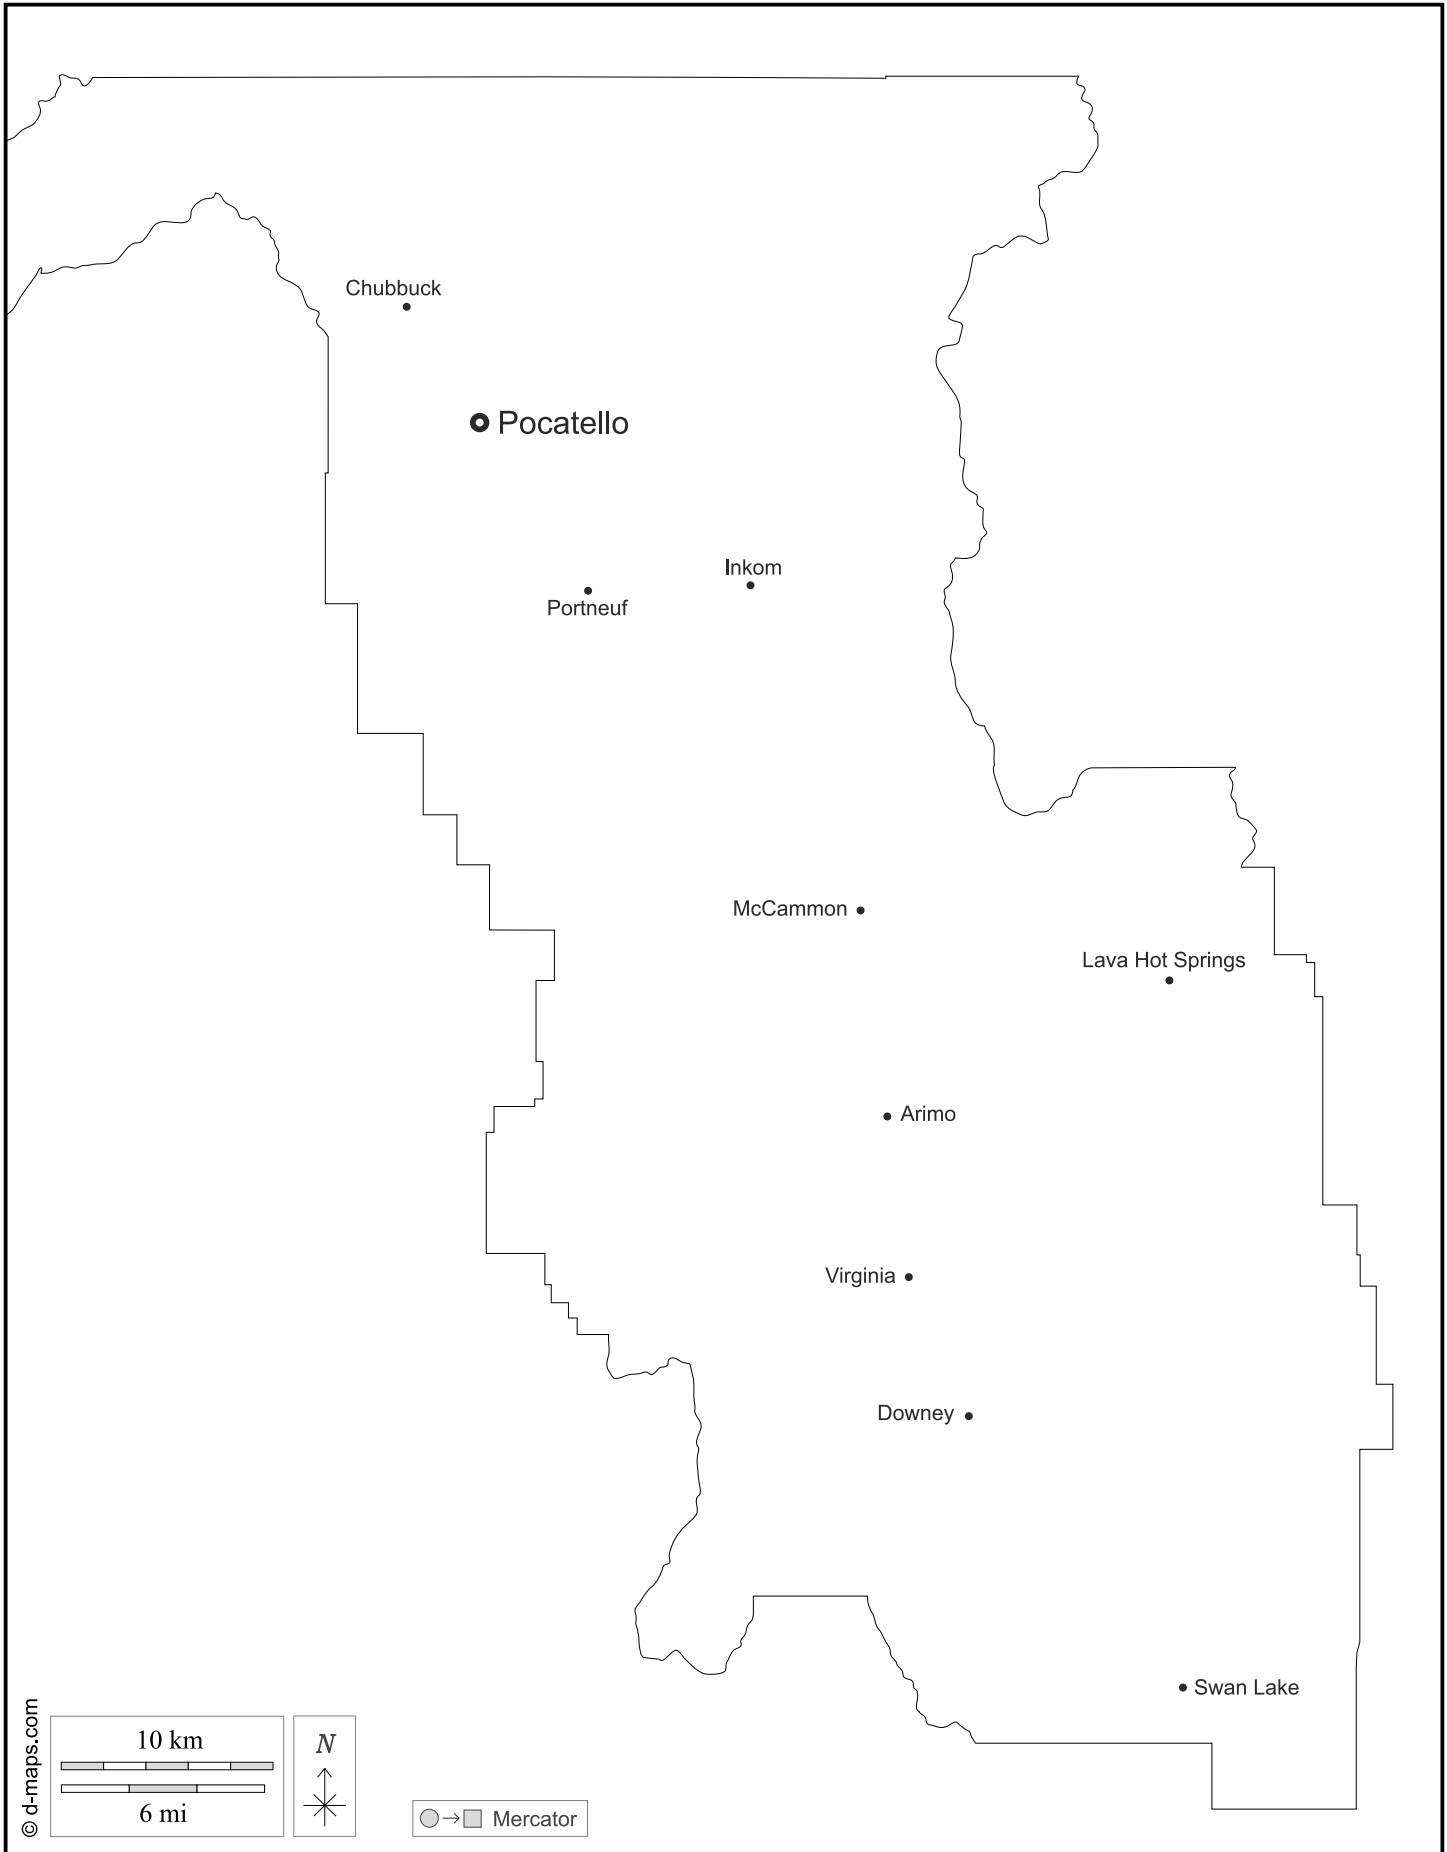 Chubbuck
Pocatello
Inkom
Portneuf
McCammon
Lava Hot Springs
Arimo
Virginia
Downey
Swan Lake
© d-maps.com
10 km
6 mi
N
Mercator